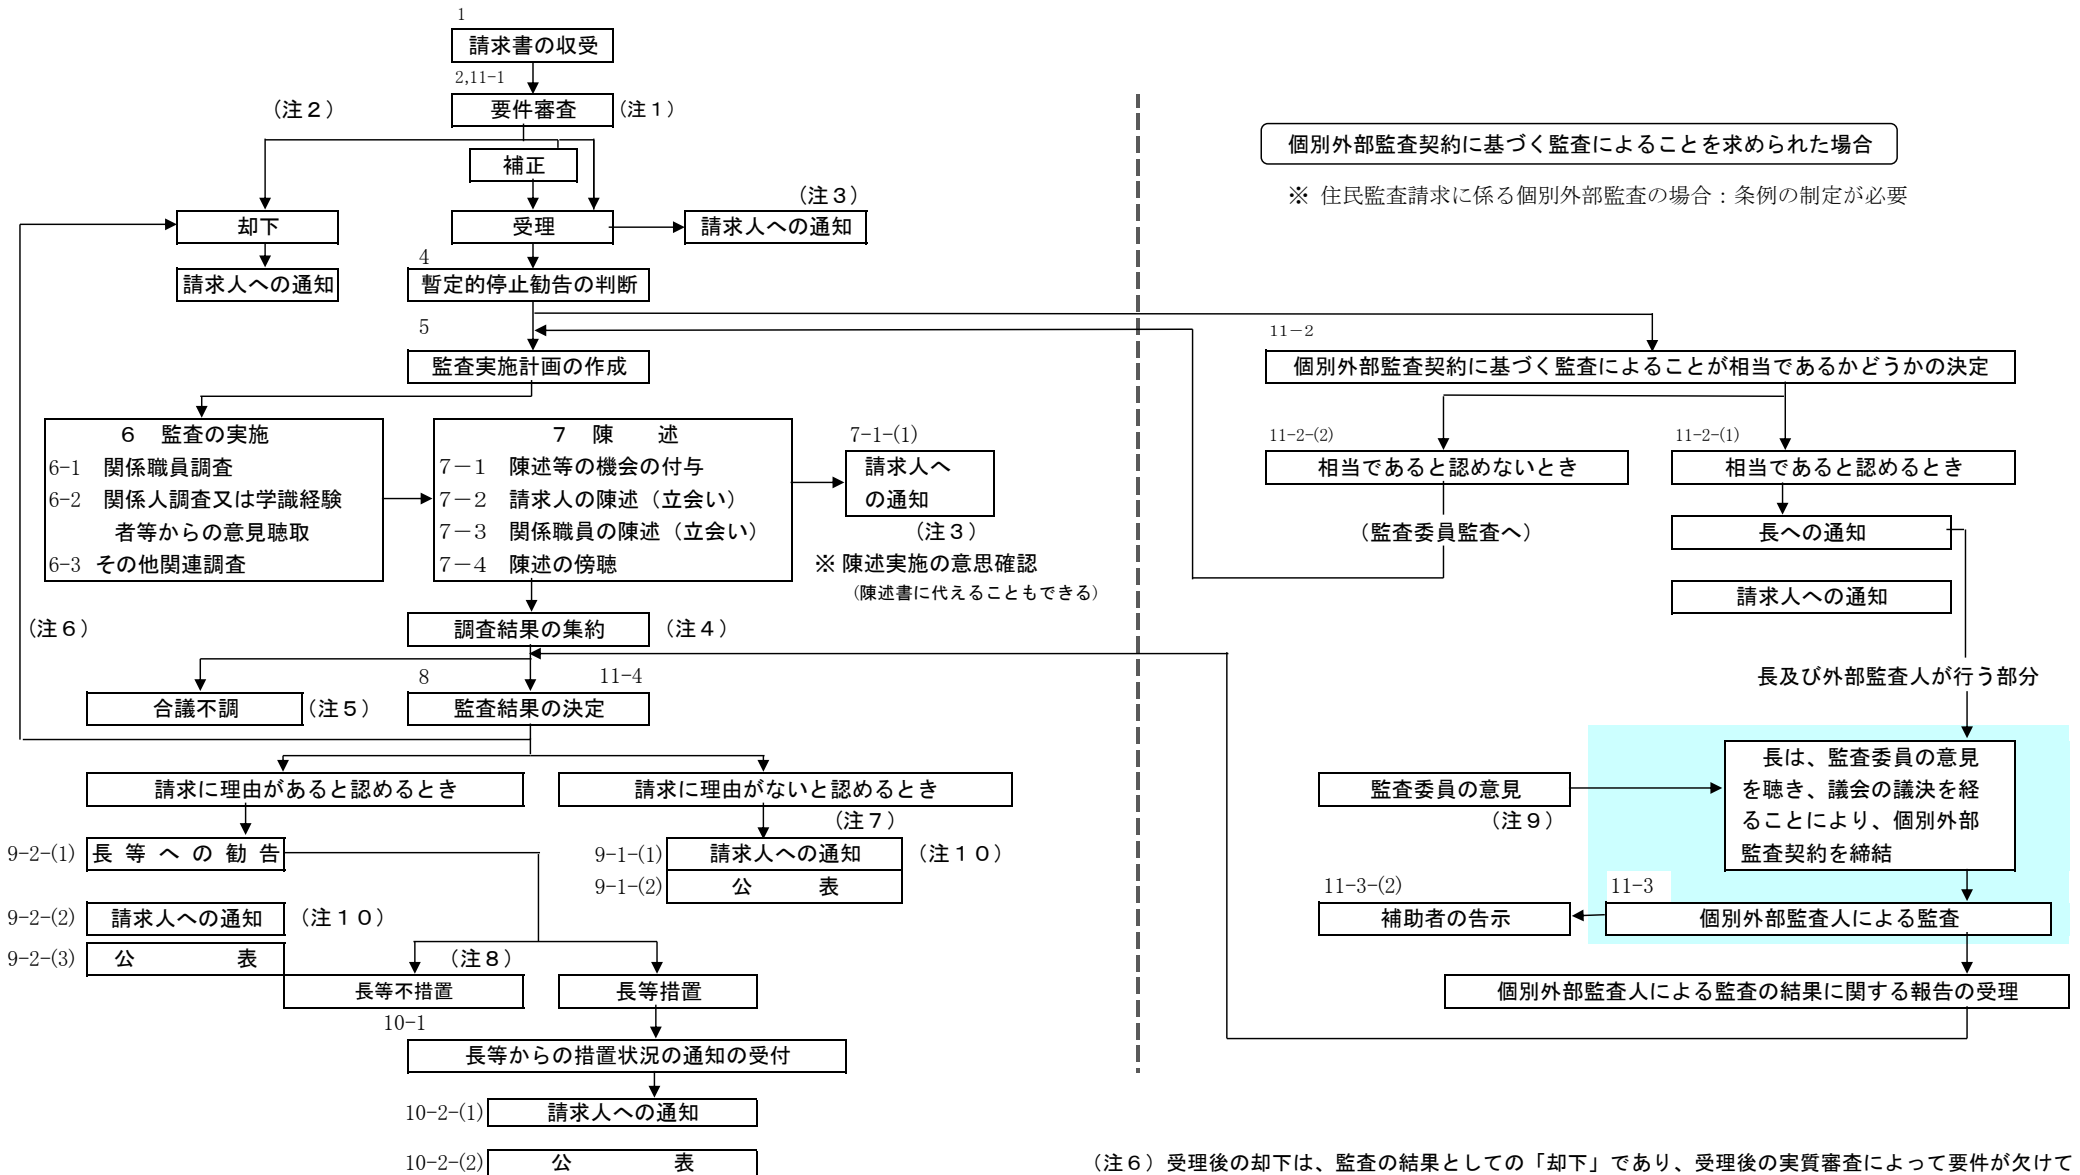 1
請求書の収受
2,11-1
（注２） 要件審査 （注１）
補正
（注３）
却下 受理 請求人への通知
4
請求人への通知 暫定的停止勧告の判断
5
監査実施計画の作成
６　監査の実施
6-1　関係職員調査
6-2　関係人調査又は学識経験
者等からの意見聴取
6-3 その他関連調査
７　陳　　述
７－１　陳述等の機会の付与
７－２　請求人の陳述（立会い）
７－３　関係職員の陳述（立会い）
７－４　陳述の傍聴
7-1-(1)
請求人へ
の通知
（注３）
※ 陳述実施の意思確認
（陳述書に代えることもできる）
（注６） 調査結果の集約 （注４）
8 11-4
合議不調 （注５） 監査結果の決定
請求に理由があると認めるとき 請求に理由がないと認めるとき
（注７）
9-2-(1) 長 等 へ の 勧 告
9-1-(1) 請求人への通知 （注１０）
9-1-(2) 公　　　表
9-2-(2) 請求人への通知 （注１０）
9-2-(3) 公　　　　　表
（注８）
長等不措置 長等措置
10-1
長等からの措置状況の通知の受付
10-2-(1) 請求人への通知
10-2-(2) 公　　　　　表
個別外部監査契約に基づく監査によることを求められた場合
※ 住民監査請求に係る個別外部監査の場合：条例の制定が必要
11－2
個別外部監査契約に基づく監査によることが相当であるかどうかの決定
11-2-(2) 11-2-(1)
相当であると認めないとき 相当であると認めるとき
（監査委員監査へ） 長への通知
請求人への通知
長及び外部監査人が行う部分
監査委員の意見
（注９）
長は、監査委員の意見
を聴き、議会の議決を経
ることにより、個別外部
監査契約を締結
11-3-(2) 11-3
補助者の告示 個別外部監査人による監査
個別外部監査人による監査の結果に関する報告の受理
（注６）受理後の却下は、監査の結果としての「却下」であり、受理後の実質審査によって要件が欠けて